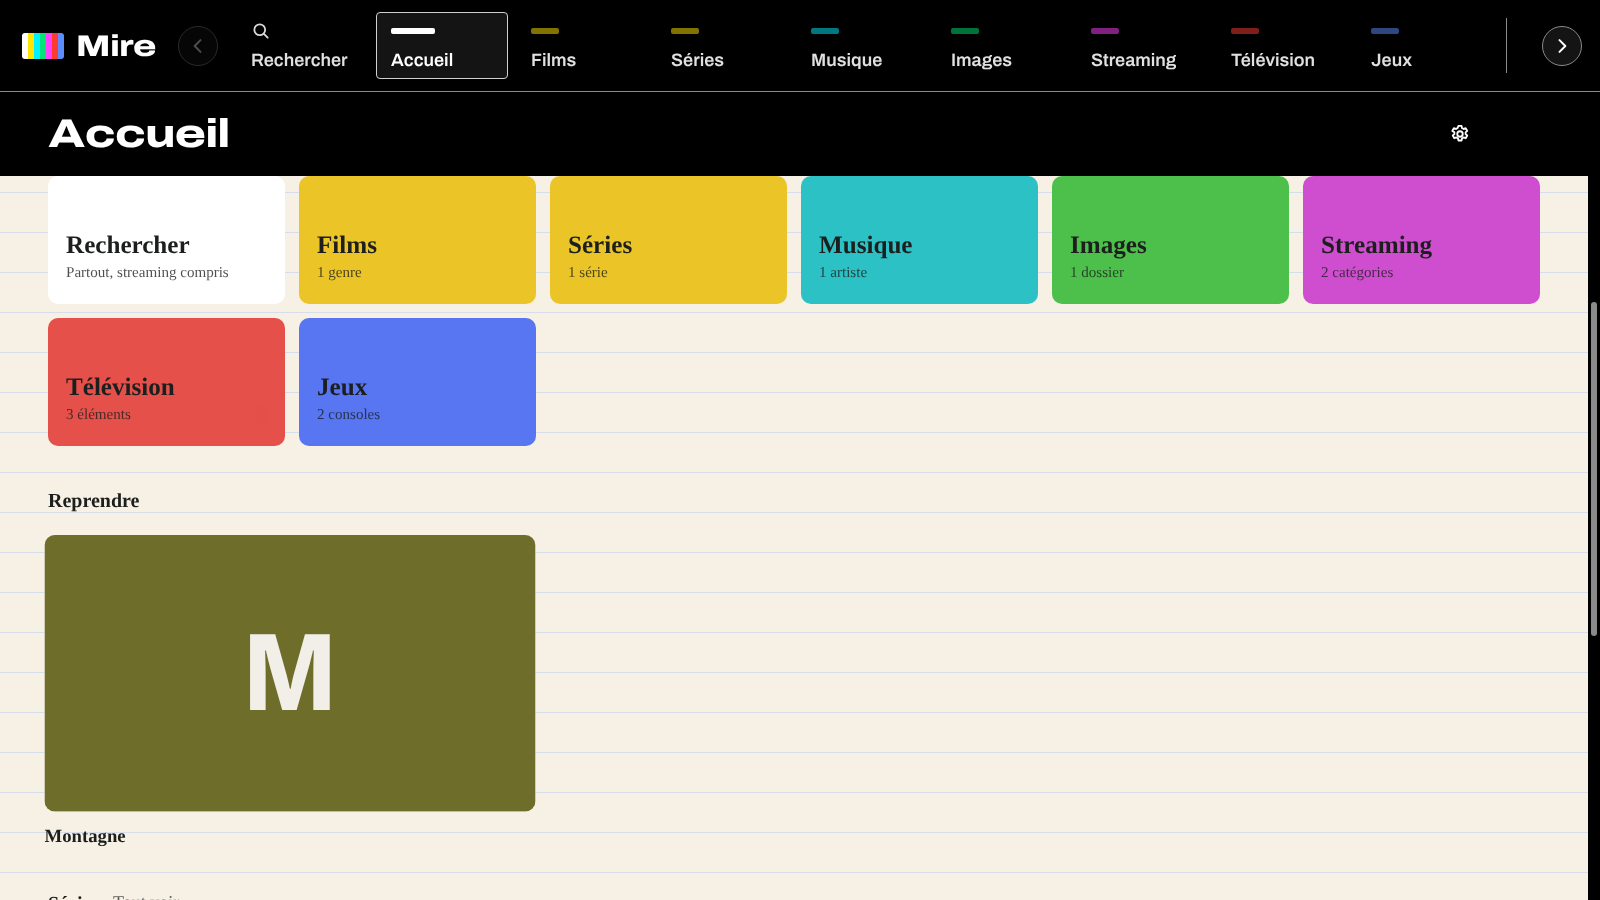 Mire
Rechercher
Accueil
Films
Séries
Musique
Images
Streaming
Télévision
Jeux
Accueil
Rechercher
Partout, streaming compris
Films
1 genre
Séries
1 série
Musique
1 artiste
Images
1 dossier
Streaming
2 catégories
Télévision
3 éléments
Jeux
2 consoles
Reprendre
M
Montagne